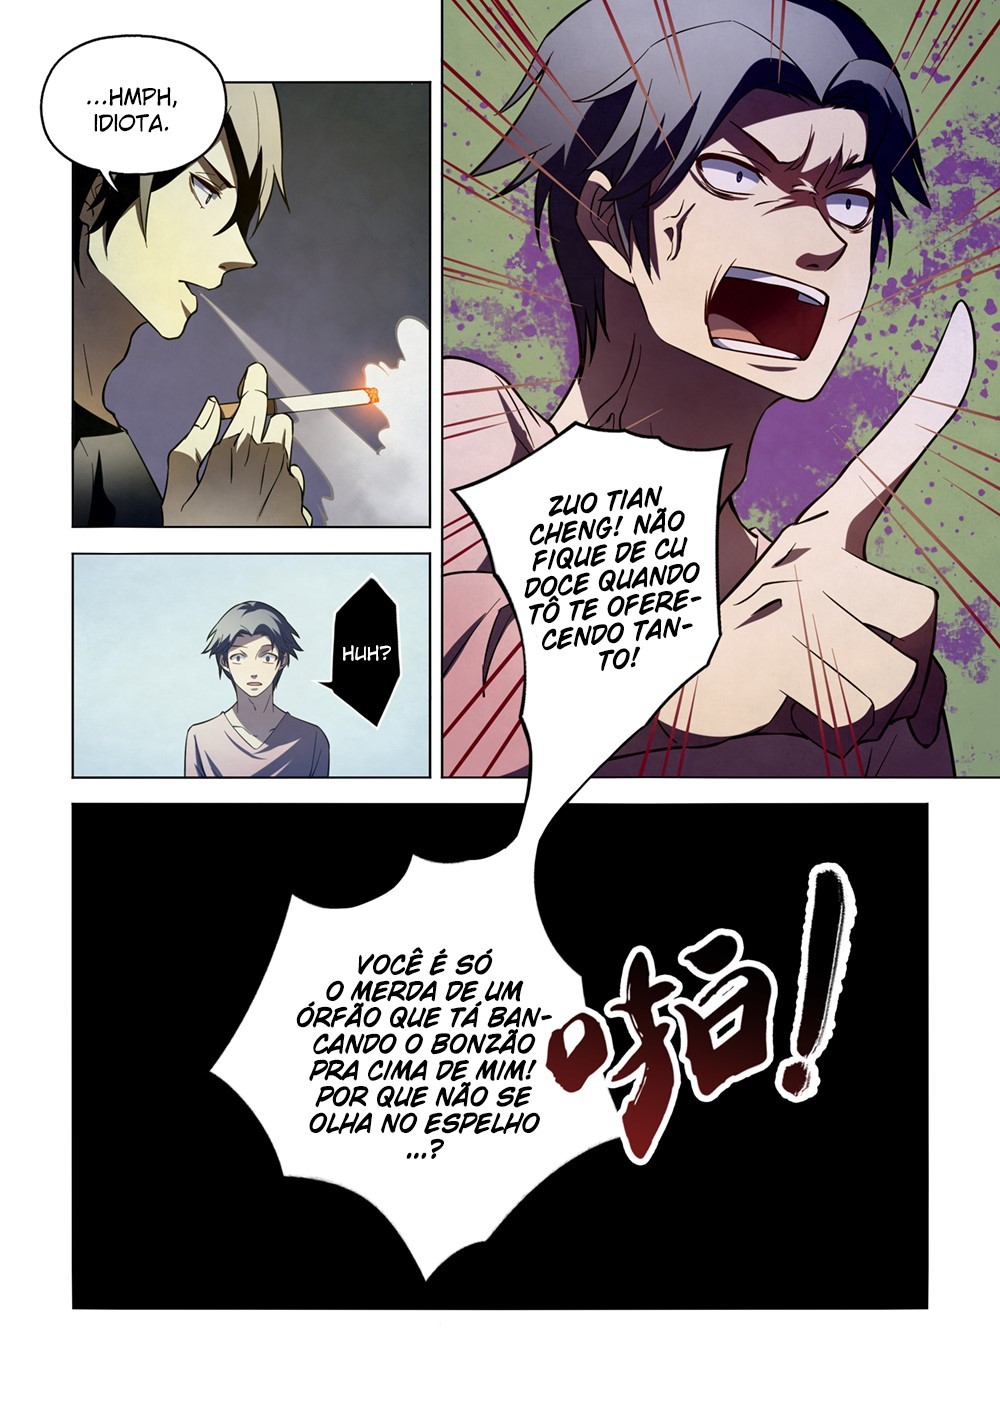 ...HMPH,
IDIOTA.
HUH?
ZUO TIAN
CHENG! NÃO
FIQUE DE CU
DOCE QUANDO
TÔ TE OFERE-
CENDO TAN-
TO!
VOCÊ É SÓ
O MERDA DE UM
ÓRFÃO QUE TÁ BAN-
CANDO O BONZÃO
PRA CIMA DE MIM!
POR QUE NÃO SE
OLHA NO ESPELHO
...?
啪!